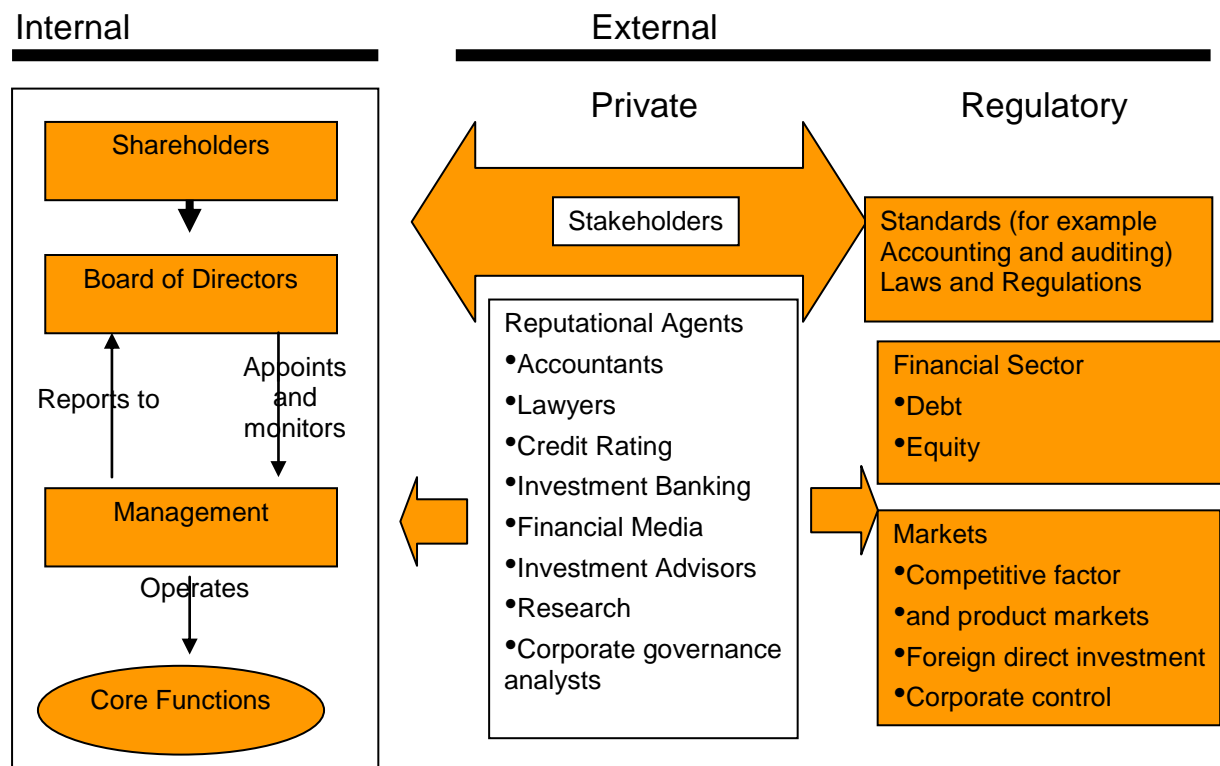 Internal
External
Private
Regulatory
Shareholders
Board of Directors
Reports to
Appoints
and
monitors
Management
Operates
Core Functions
Stakeholders
Reputational Agents
•Accountants
•Lawyers
•Credit Rating
•Investment Banking
•Financial Media
•Investment Advisors
•Research
•Corporate governance
analysts
Standards (for example
Accounting and auditing)
Laws and Regulations
Financial Sector
•Debt
•Equity
Markets
•Competitive factor
•and product markets
•Foreign direct investment
•Corporate control